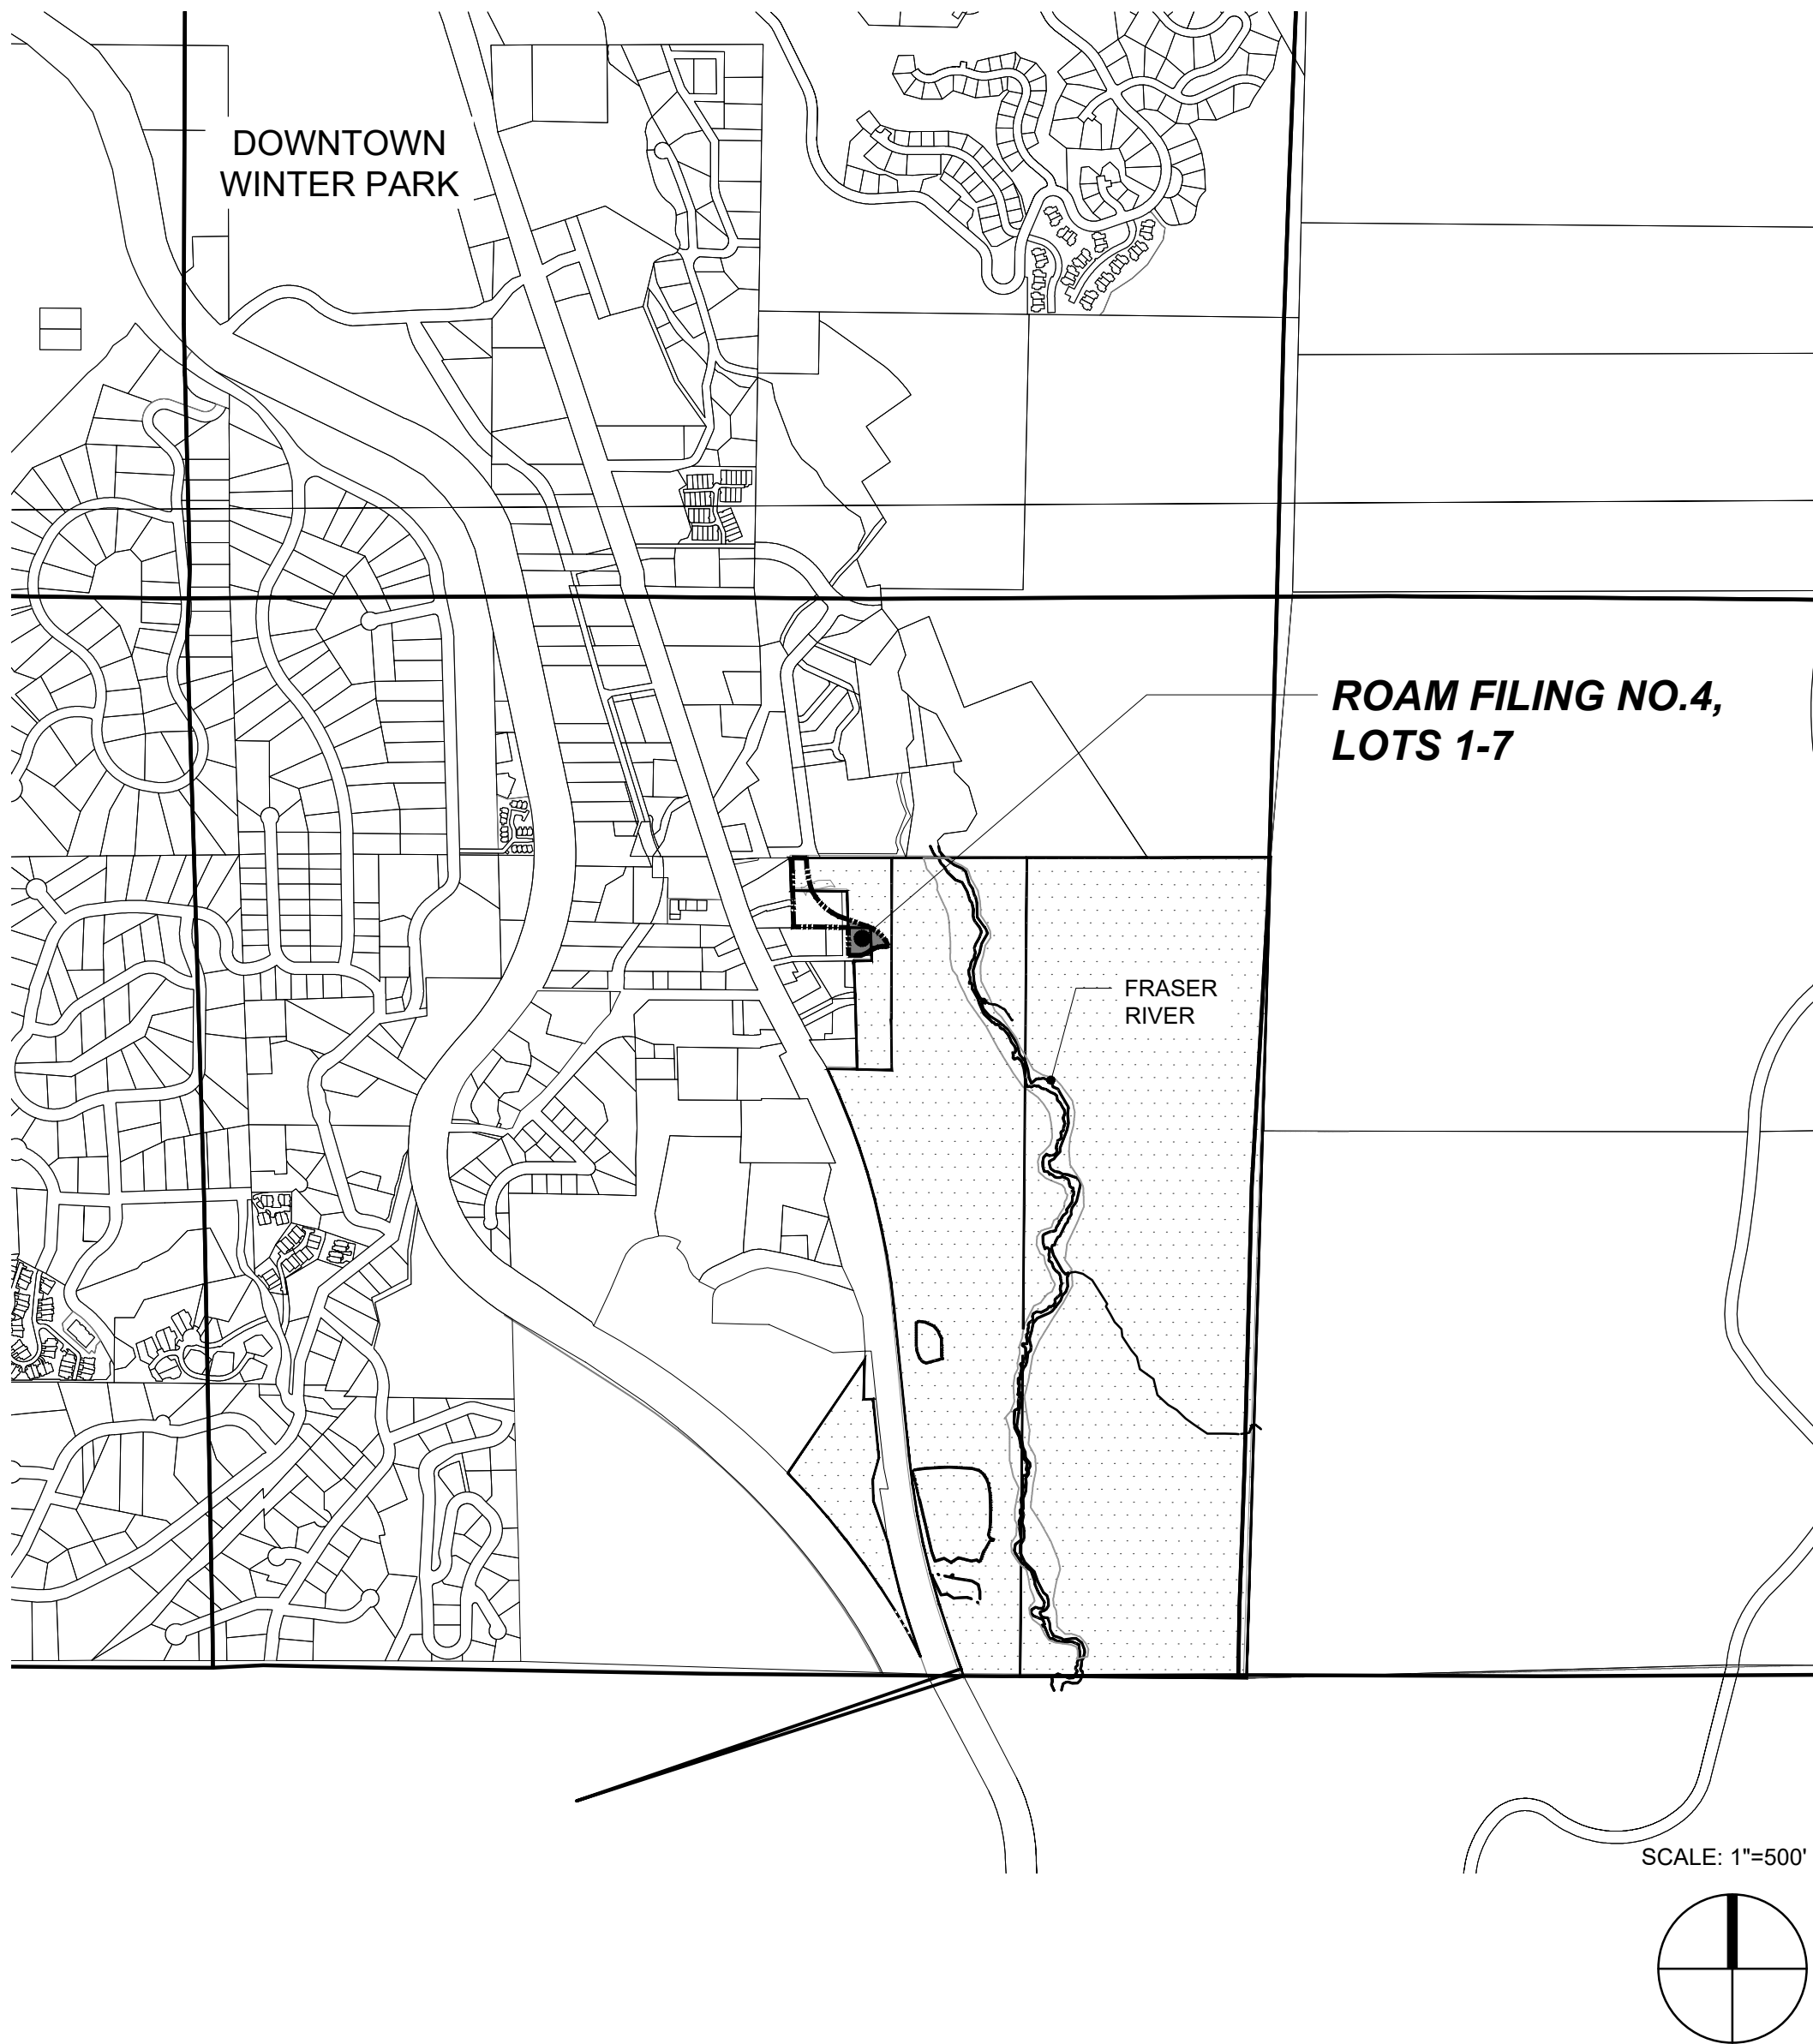 DOWNTOWN
WINTER PARK
ROAM FILING NO.4,
LOTS 1-7
FRASER
RIVER
SCALE: 1"=500'